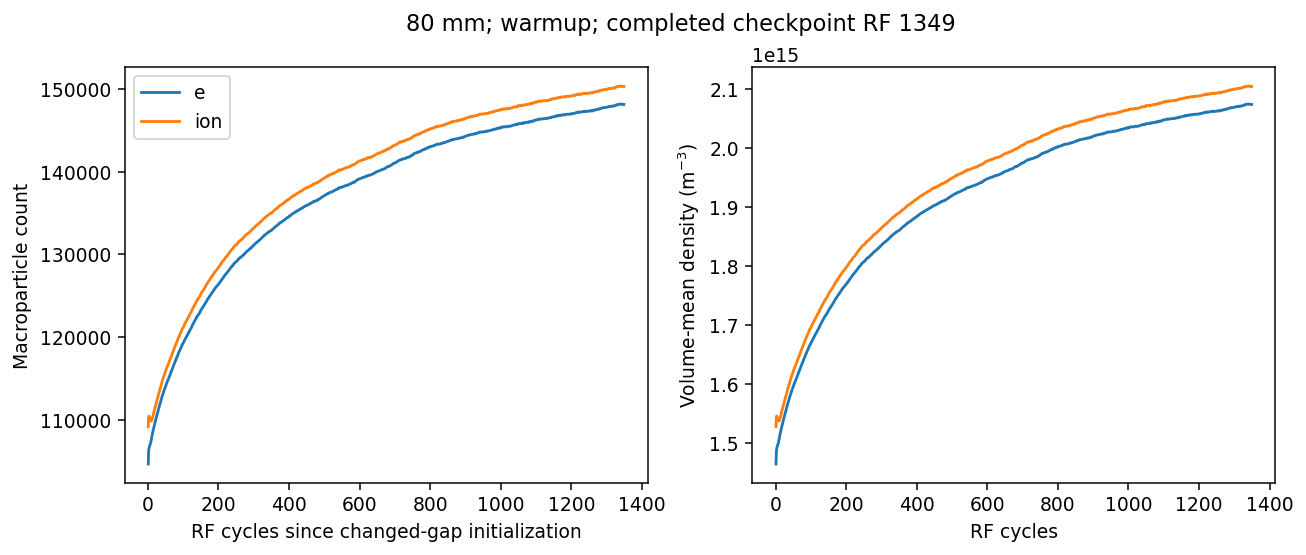 80 mm; warmup; completed checkpoint RF 1349
Macroparticle count
150000
140000
130000
120000
110000
e
ion
0 200 400 600 800 1000 1200 1400
RF cycles since changed-gap initialization
1e15
Volume-mean density (m⁻³)
2.1
2.0
1.9
1.8
1.7
1.6
1.5
0 200 400 600 800 1000 1200 1400
RF cycles